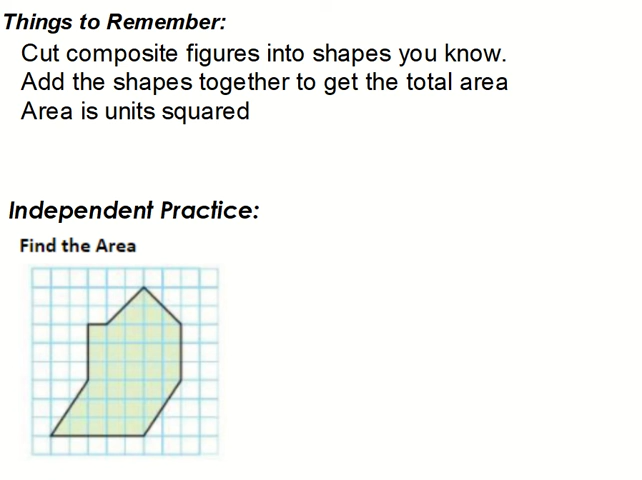 Things to Remember:
Cut composite figures into shapes you know.
Add the shapes together to get the total area
Area is units squared
Independent Practice:
Find the Area